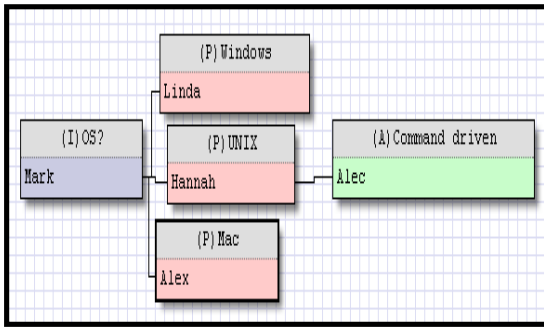 (P)Windows
Linda
(I)OS?
Mark
(P)UNIX
Hannah
(A)Command driven
Alec
(P)Mac
Alex